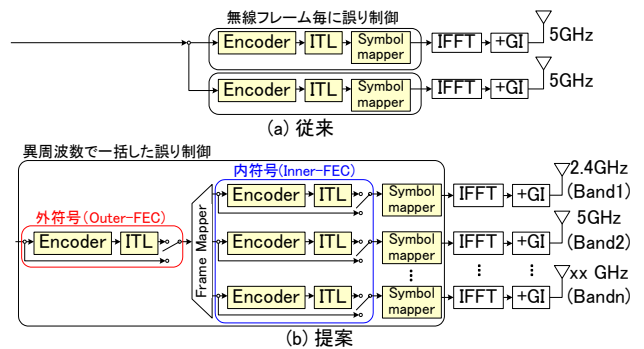 無線フレーム毎に誤り制御
Encoder ITL Symbol mapper IFFT +GI 5GHz
Encoder ITL Symbol mapper IFFT +GI 5GHz
(a) 従来
異周波数で一括した誤り制御
内符号(Inner-FEC)
外符号(Outer-FEC)
Encoder ITL
Frame Mapper
Encoder ITL Symbol mapper IFFT +GI 2.4GHz (Band1)
Encoder ITL Symbol mapper IFFT +GI 5GHz (Band2)
Encoder ITL Symbol mapper IFFT +GI xx GHz (Bandn)
(b) 提案